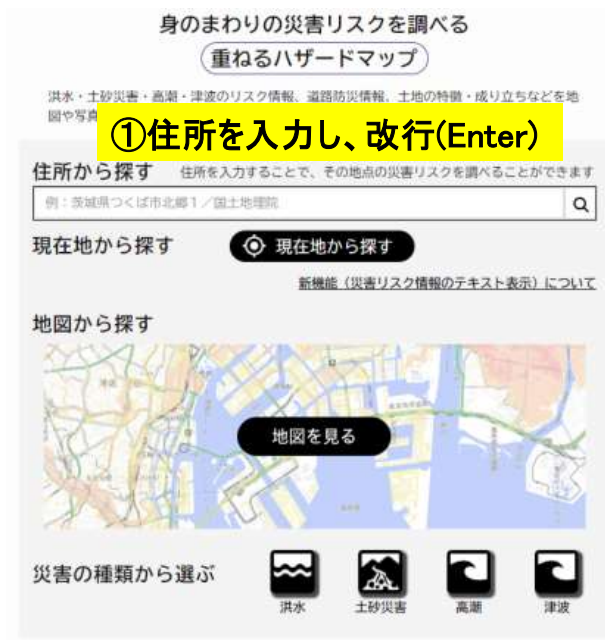 身のまわりの災害リスクを調べる
重ねるハザードマップ
洪水・土砂災害・高潮・津波のリスク情報、道路防災情報、土地の特徴・成り立ちなどを地
図や写真
①住所を入力し、改行(Enter)
住所から探す 住所を入力することで、その地点の災害リスクを調べることができます
例:茨城県つくば市北郷1/国土地理院
現在地から探す 現在地から探す
新機能(災害リスク情報のテキスト表示)について
地図から探す
地図を見る
災害の種類から選ぶ
洪水 土砂災害 高潮 津波